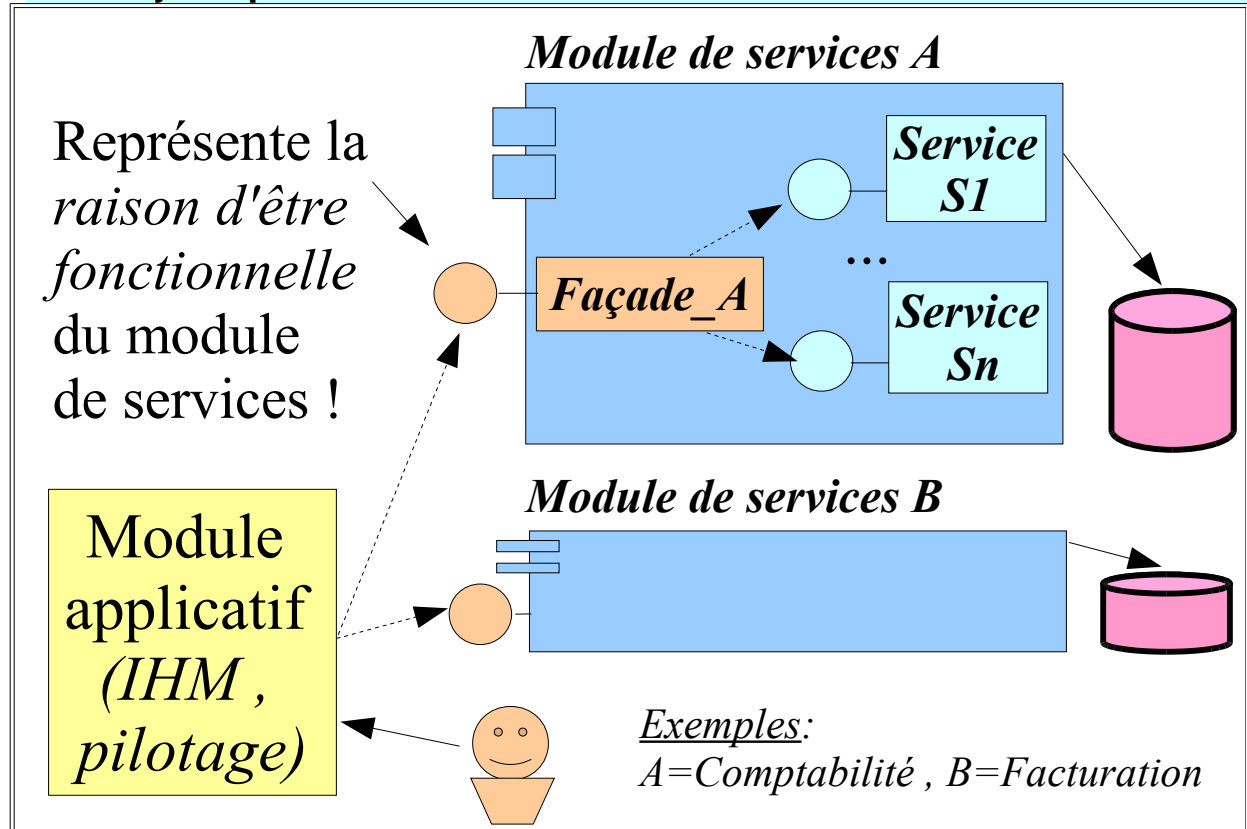 Module de services A
Représente la
raison d'être
fonctionnelle
du module
de services !
Service
S1
...
Façade_A
Service
Sn
Module de services B
Module
applicatif
(IHM ,
pilotage)
Exemples:
A=Comptabilité , B=Facturation